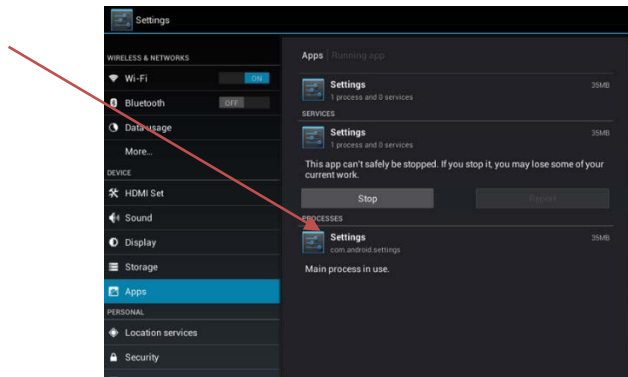 Settings
WIRELESS & NETWORKS
Wi-Fi ON
Bluetooth OFF
Data usage
More...
DEVICE
HDMI Set
Sound
Display
Storage
Apps
PERSONAL
Location services
Security
Apps Running app
Settings 35MB
1 process and 0 services
SERVICES
Settings 35MB
1 process and 0 services
This app can't safely be stopped. If you stop it, you may lose some of your
current work.
Stop Report
PROCESSES
Settings 35MB
com.android.settings
Main process in use.